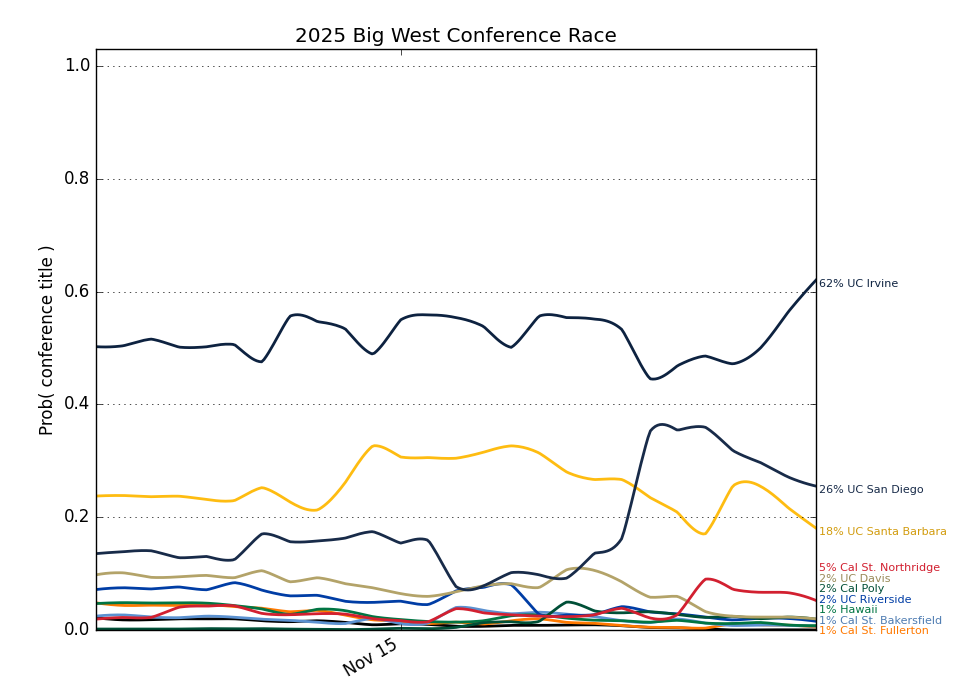 2025 Big West Conference Race
1.0
0.8
0.6
0.4
0.2
0.0
Prob( conference title )
Nov 15
62% UC Irvine
26% UC San Diego
18% UC Santa Barbara
5% Cal St. Northridge
2% UC Davis
2% Cal Poly
2% UC Riverside
1% Hawaii
1% Cal St. Bakersfield
1% Cal St. Fullerton